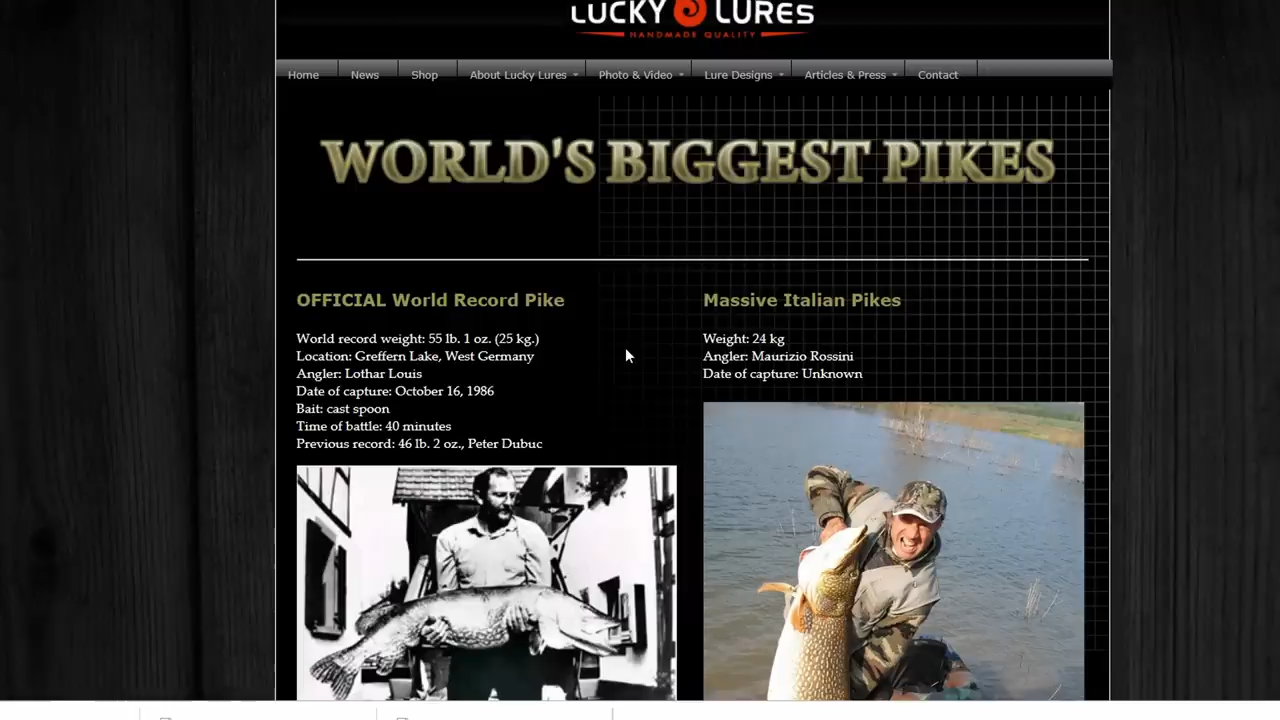 LUCKY LURES
HANDMADE QUALITY
Home News Shop About Lucky Lures Photo & Video Lure Designs Articles & Press Contact
WORLD'S BIGGEST PIKES
OFFICIAL World Record Pike
World record weight: 55 lb. 1 oz. (25 kg.)
Location: Greffern Lake, West Germany
Angler: Lothar Louis
Date of capture: October 16, 1986
Bait: cast spoon
Time of battle: 40 minutes
Previous record: 46 lb. 2 oz., Peter Dubuc
Massive Italian Pikes
Weight: 24 kg
Angler: Maurizio Rossini
Date of capture: Unknown